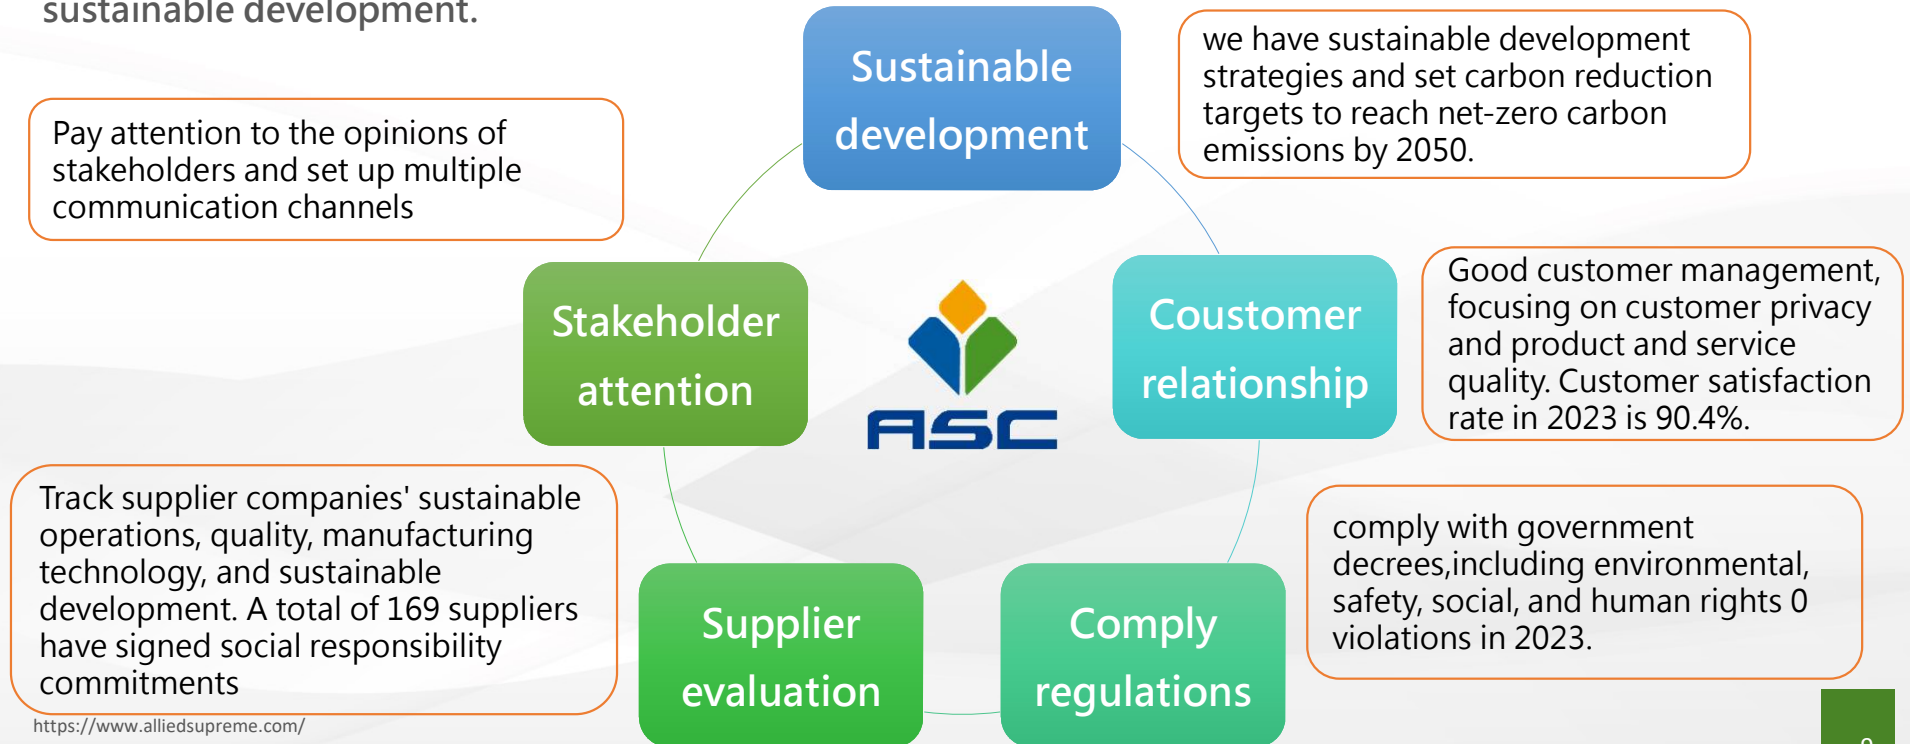 sustainable development.
Sustainable
development
we have sustainable development
strategies and set carbon reduction
targets to reach net-zero carbon
emissions by 2050.
Pay attention to the opinions of
stakeholders and set up multiple
communication channels
Stakeholder
attention
ASC
Coustomer
relationship
Good customer management,
focusing on customer privacy
and product and service
quality. Customer satisfaction
rate in 2023 is 90.4%.
Track supplier companies' sustainable
operations, quality, manufacturing
technology, and sustainable
development. A total of 169 suppliers
have signed social responsibility
commitments
Supplier
evaluation
Comply
regulations
comply with government
decrees,including environmental,
safety, social, and human rights 0
violations in 2023.
https://www.alliedsupreme.com/